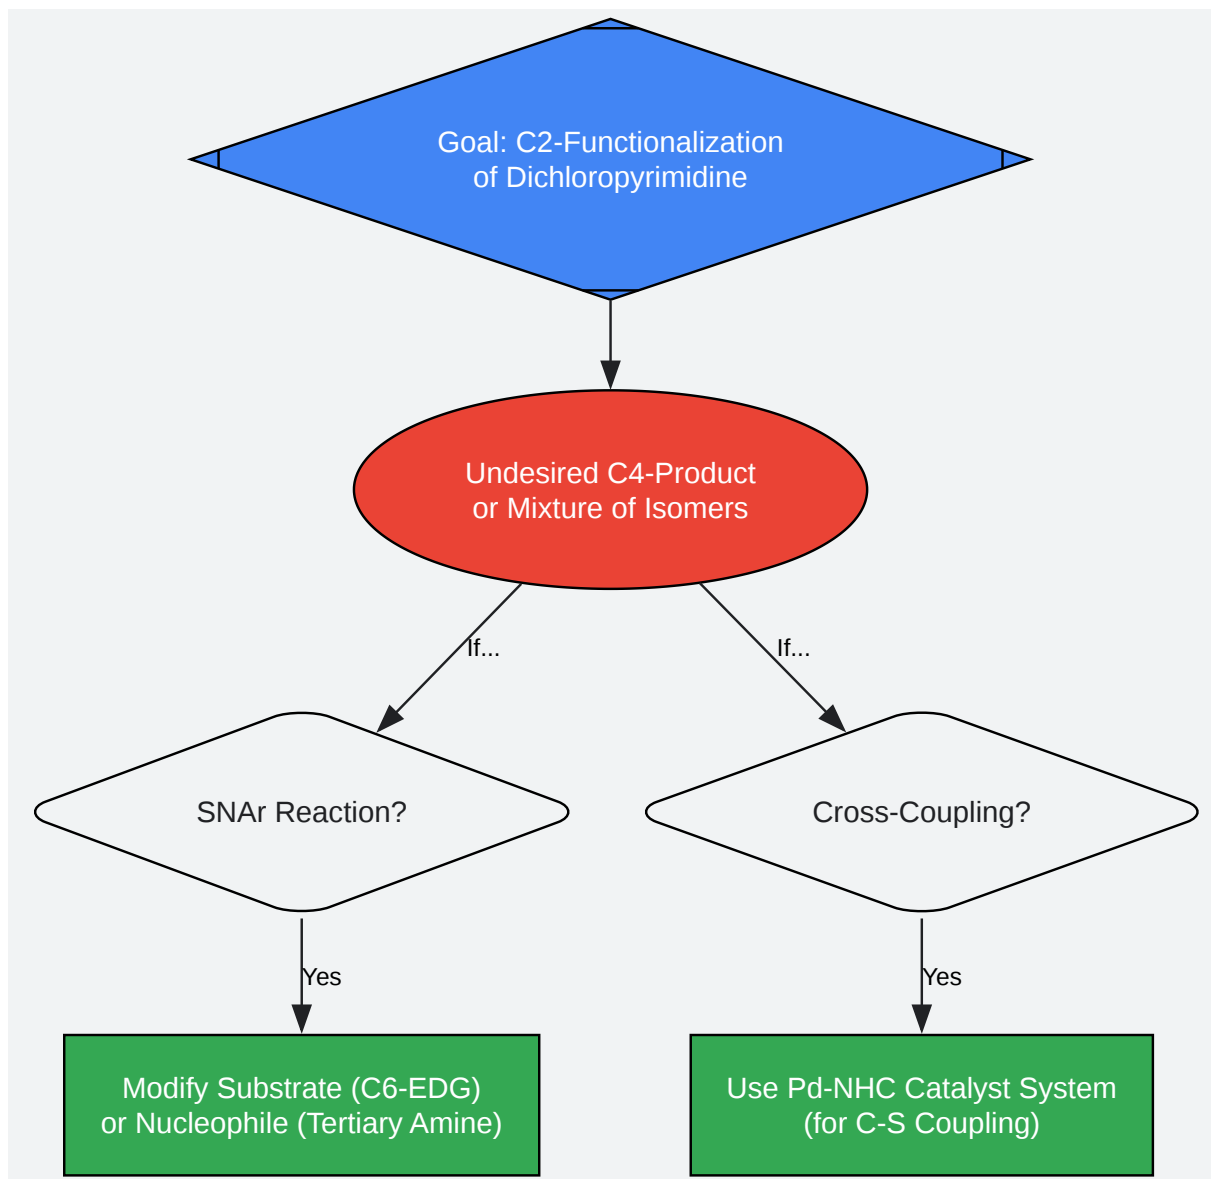 Goal: C2-Functionalization
of Dichloropyrimidine
Undesired C4-Product
or Mixture of Isomers
If...
If...
SNAr Reaction?
Cross-Coupling?
Yes
Yes
Modify Substrate (C6-EDG)
or Nucleophile (Tertiary Amine)
Use Pd-NHC Catalyst System
(for C-S Coupling)